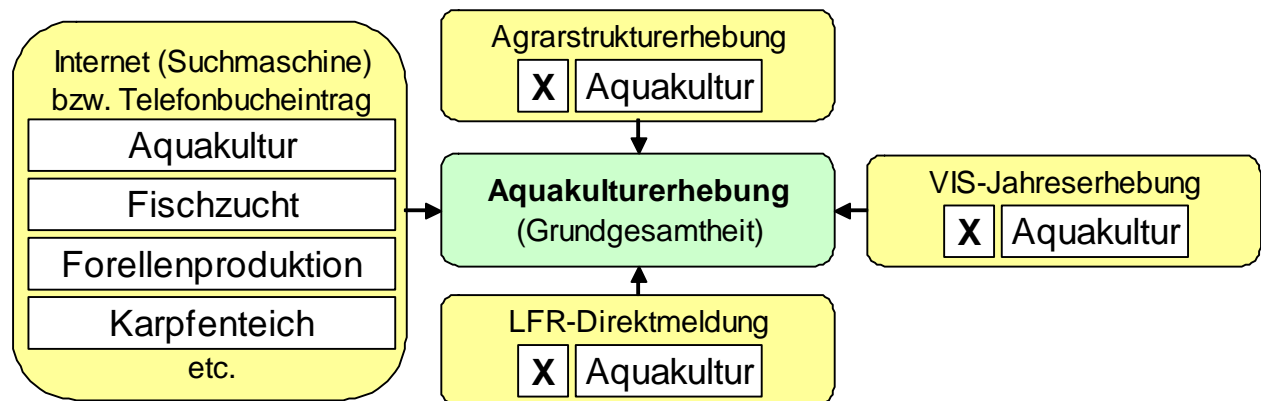 Internet (Suchmaschine)
bzw. Telefonbucheintrag
Aquakultur
Fischzucht
Forellenproduktion
Karpfenteich
etc.
Agrarstrukturerhebung
X Aquakultur
Aquakulturerhebung
(Grundgesamtheit)
LFR-Direktmeldung
X Aquakultur
VIS-Jahreserhebung
X Aquakultur